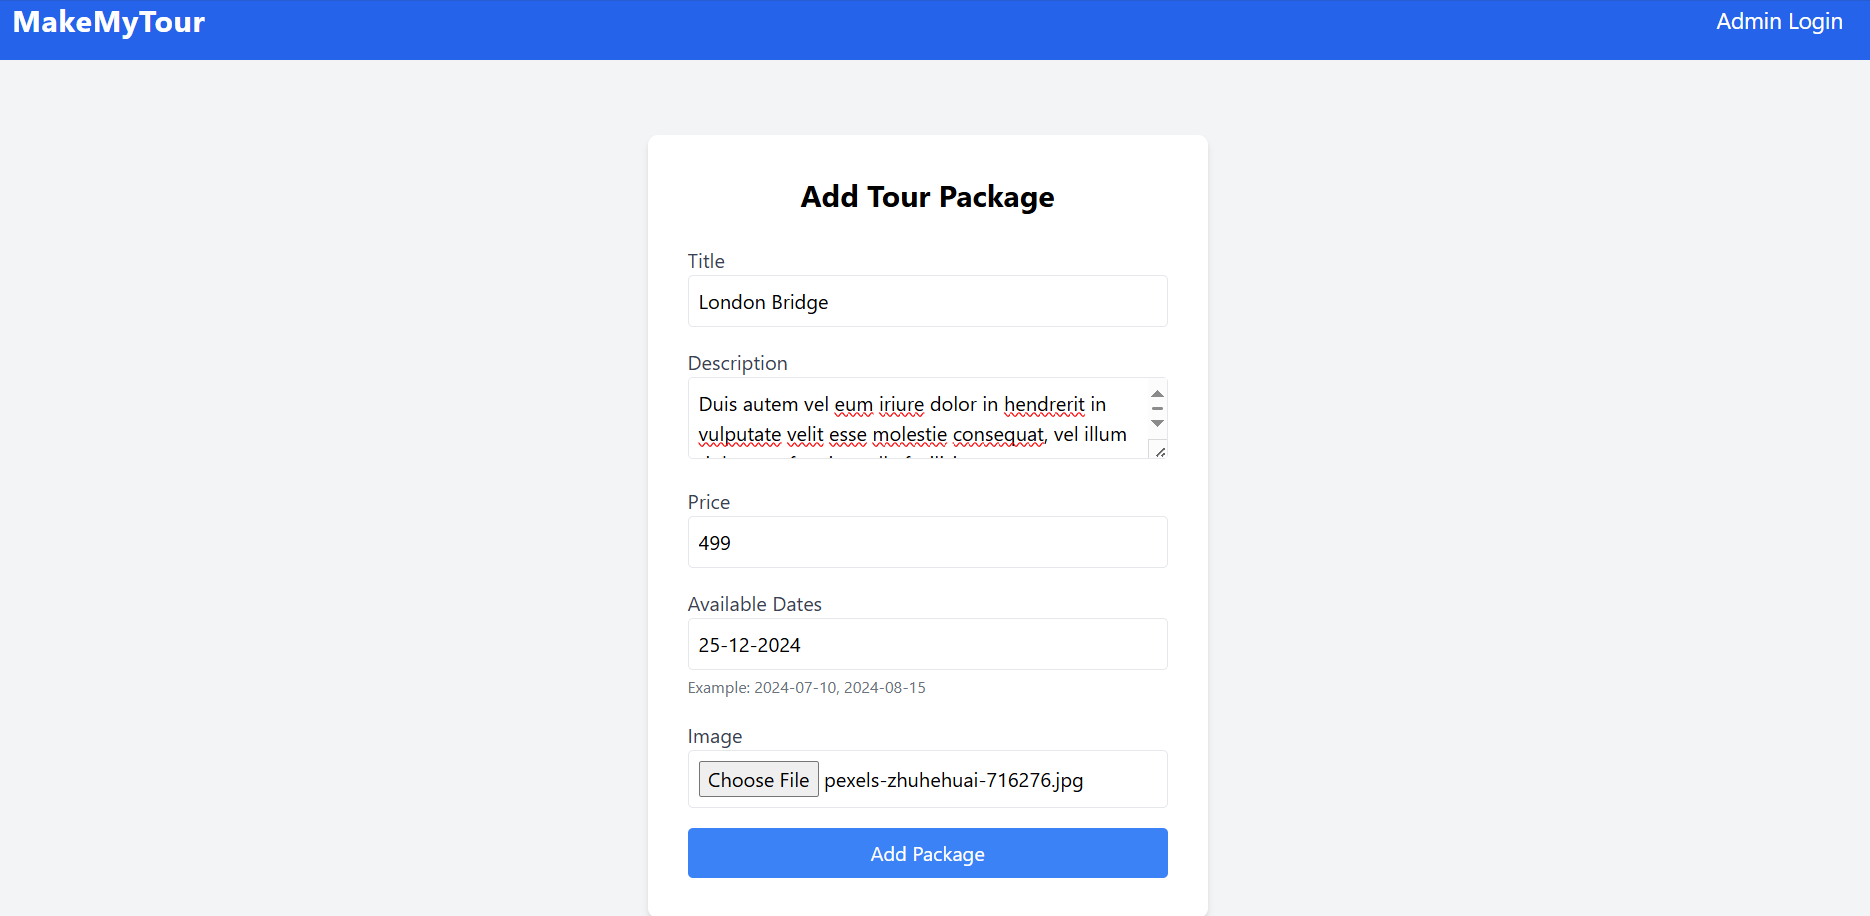 MakeMyTour
Admin Login
Add Tour Package
Title
London Bridge
Description
Duis autem vel eum iriure dolor in hendrerit in
vulputate velit esse molestie consequat, vel illum
Price
499
Available Dates
25-12-2024
Example: 2024-07-10, 2024-08-15
Image
Choose File pexels-zhuhehuai-716276.jpg
Add Package